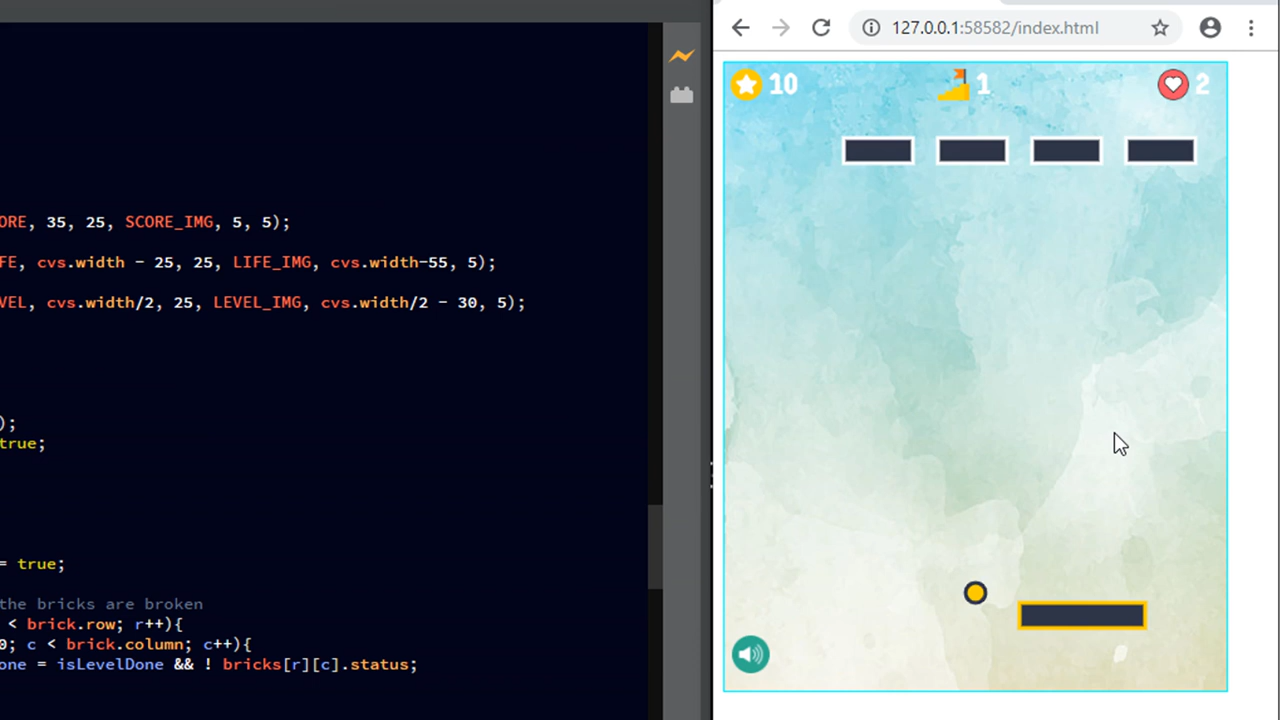 127.0.0.1:58582/index.html
10
1
2
ORE, 35, 25, SCORE_IMG, 5, 5);
FE, cvs.width - 25, 25, LIFE_IMG, cvs.width-55, 5);
VEL, cvs.width/2, 25, LEVEL_IMG, cvs.width/2 - 30, 5);
);
true;
= true;
the bricks are broken
< brick.row; r++){
0; c < brick.column; c++){
one = isLevelDone && ! bricks[r][c].status;